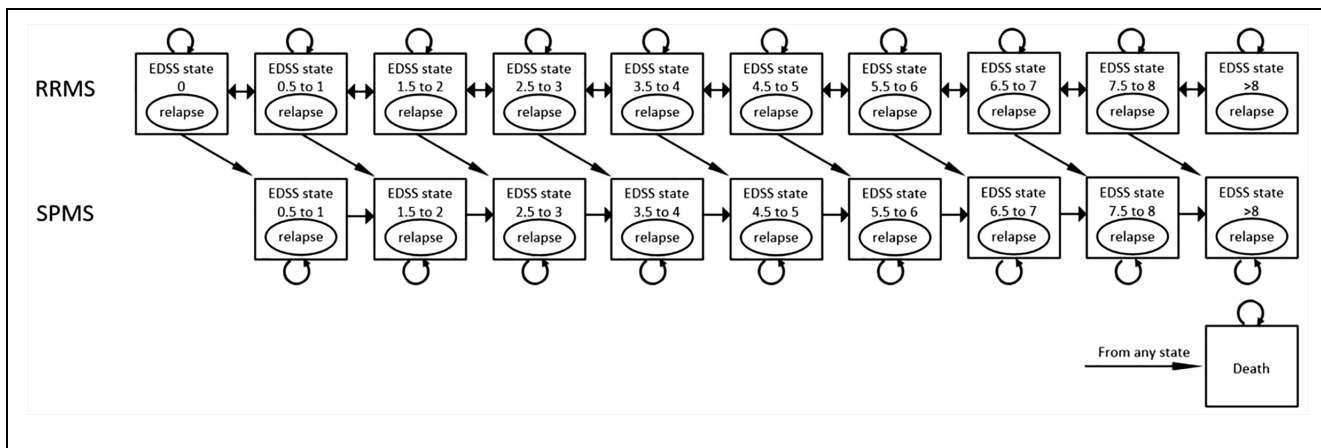 RRMS
EDSS state
0
relapse
EDSS state
0.5 to 1
relapse
EDSS state
1.5 to 2
relapse
EDSS state
2.5 to 3
relapse
EDSS state
3.5 to 4
relapse
EDSS state
4.5 to 5
relapse
EDSS state
5.5 to 6
relapse
EDSS state
6.5 to 7
relapse
EDSS state
7.5 to 8
relapse
EDSS state
>8
relapse
SPMS
EDSS state
0.5 to 1
relapse
EDSS state
1.5 to 2
relapse
EDSS state
2.5 to 3
relapse
EDSS state
3.5 to 4
relapse
EDSS state
4.5 to 5
relapse
EDSS state
5.5 to 6
relapse
EDSS state
6.5 to 7
relapse
EDSS state
7.5 to 8
relapse
EDSS state
>8
relapse
From any state
Death